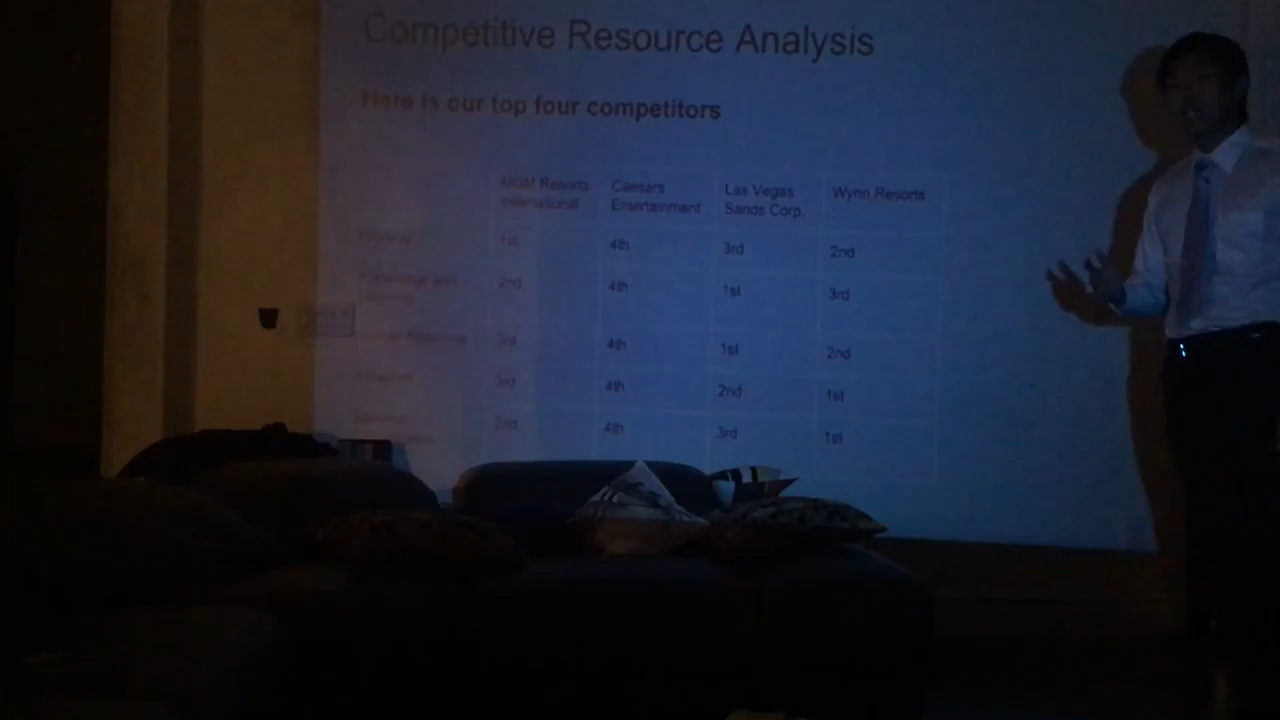 Competitive Resource Analysis
Here is our top four competitors
MGM Resorts International
Caesars Entertainment
Las Vegas Sands Corp.
Wynn Resorts
1st 4th 3rd 2nd
2nd 4th 1st 3rd
Human Resources 3rd 4th 1st 2nd
3rd 4th 2nd 1st
2nd 4th 3rd 1st